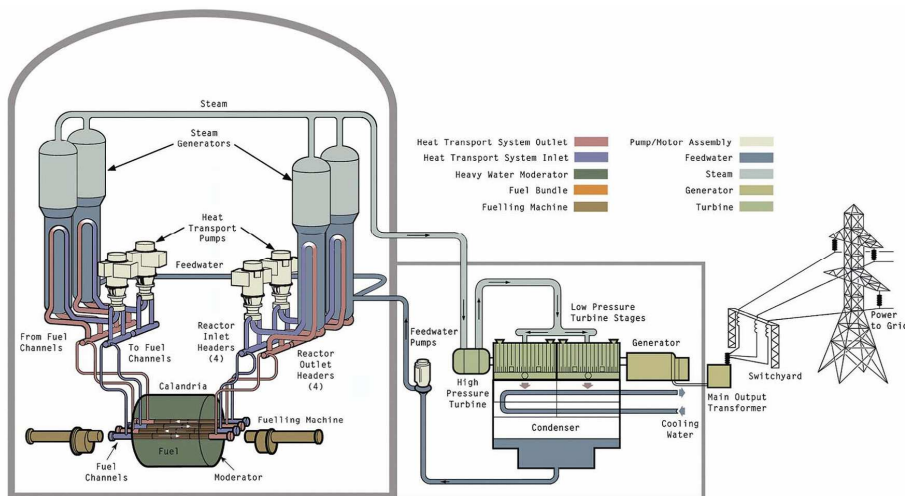 Steam
Steam
Generators
Heat
Transport
Pumps
Feedwater
From Fuel
Channels
To Fuel
Channels
Reactor
Inlet
Headers
(4)
Reactor
Outlet
Headers
(4)
Calandria
Fuelling Machine
Fuel
Fuel
Channels
Moderator
Heat Transport System Outlet
Heat Transport System Inlet
Heavy Water Moderator
Fuel Bundle
Fuelling Machine
Pump/Motor Assembly
Feedwater
Steam
Generator
Turbine
Feedwater
Pumps
High
Pressure
Turbine
Low Pressure
Turbine Stages
Generator
Condenser
Cooling
Water
Main Output
Transformer
Switchyard
Power
to Grid